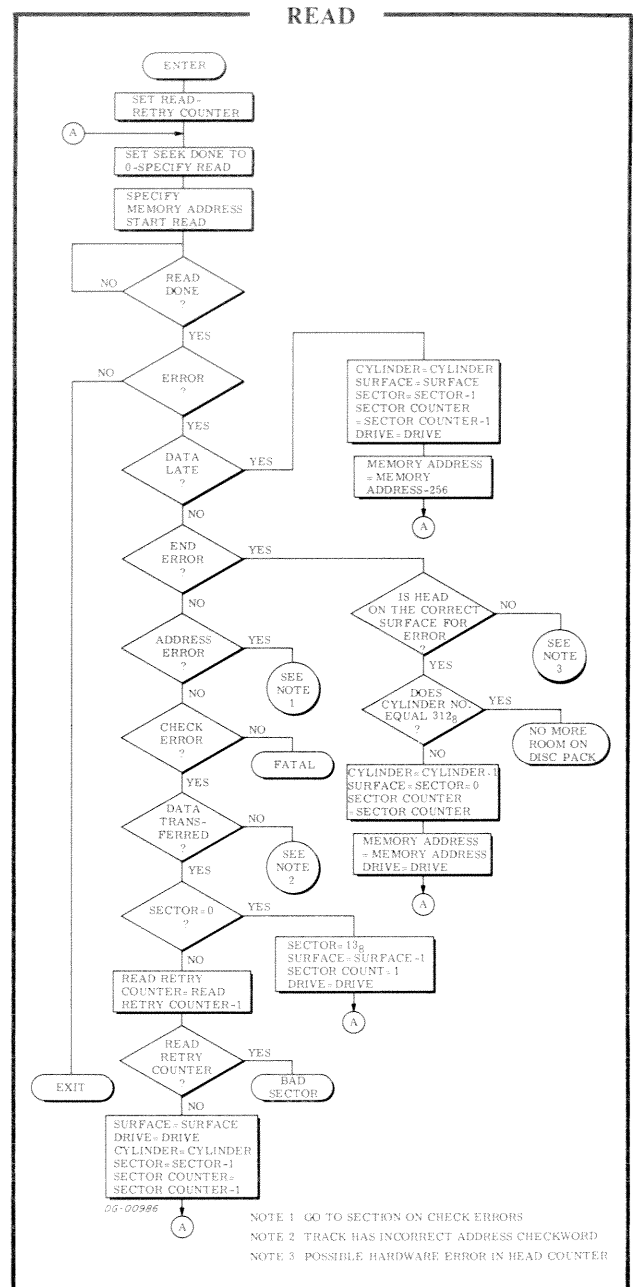 READ
ENTER
SET READ-
RETRY COUNTER
A
SET SEEK DONE TO
0-SPECIFY READ
SPECIFY
MEMORY ADDRESS
START READ
NO
READ
DONE
?
YES
NO
ERROR
?
YES
DATA
LATE
?
YES
CYLINDER=CYLINDER
SURFACE=SURFACE
SECTOR=SECTOR-1
SECTOR COUNTER
=SECTOR COUNTER-1
DRIVE=DRIVE
MEMORY ADDRESS
= MEMORY
ADDRESS-256
A
NO
END
ERROR
?
YES
IS HEAD
ON THE CORRECT
SURFACE FOR
ERROR
?
NO
SEE
NOTE
3
YES
DOES
CYLINDER NO.
EQUAL 312₈
?
YES
NO MORE
ROOM ON
DISC PACK
NO
CYLINDER=CYLINDER-1
SURFACE=SECTOR=0
SECTOR COUNTER
=SECTOR COUNTER
MEMORY ADDRESS
= MEMORY ADDRESS
DRIVE=DRIVE
A
NO
ADDRESS
ERROR
?
YES
SEE
NOTE
1
NO
CHECK
ERROR
?
NO
FATAL
YES
DATA
TRANS-
FERRED
?
NO
SEE
NOTE
2
YES
SECTOR=0
?
YES
SECTOR=13₈
SURFACE=SURFACE-1
SECTOR COUNT=1
DRIVE=DRIVE
A
NO
READ RETRY
COUNTER=READ
RETRY COUNTER-1
READ
RETRY
COUNTER
?
YES
BAD
SECTOR
EXIT
NO
SURFACE=SURFACE
DRIVE=DRIVE
CYLINDER=CYLINDER
SECTOR=SECTOR-1
SECTOR COUNTER=
SECTOR COUNTER-1
DG-00986
A
NOTE 1 GO TO SECTION ON CHECK ERRORS
NOTE 2 TRACK HAS INCORRECT ADDRESS CHECKWORD
NOTE 3 POSSIBLE HARDWARE ERROR IN HEAD COUNTER